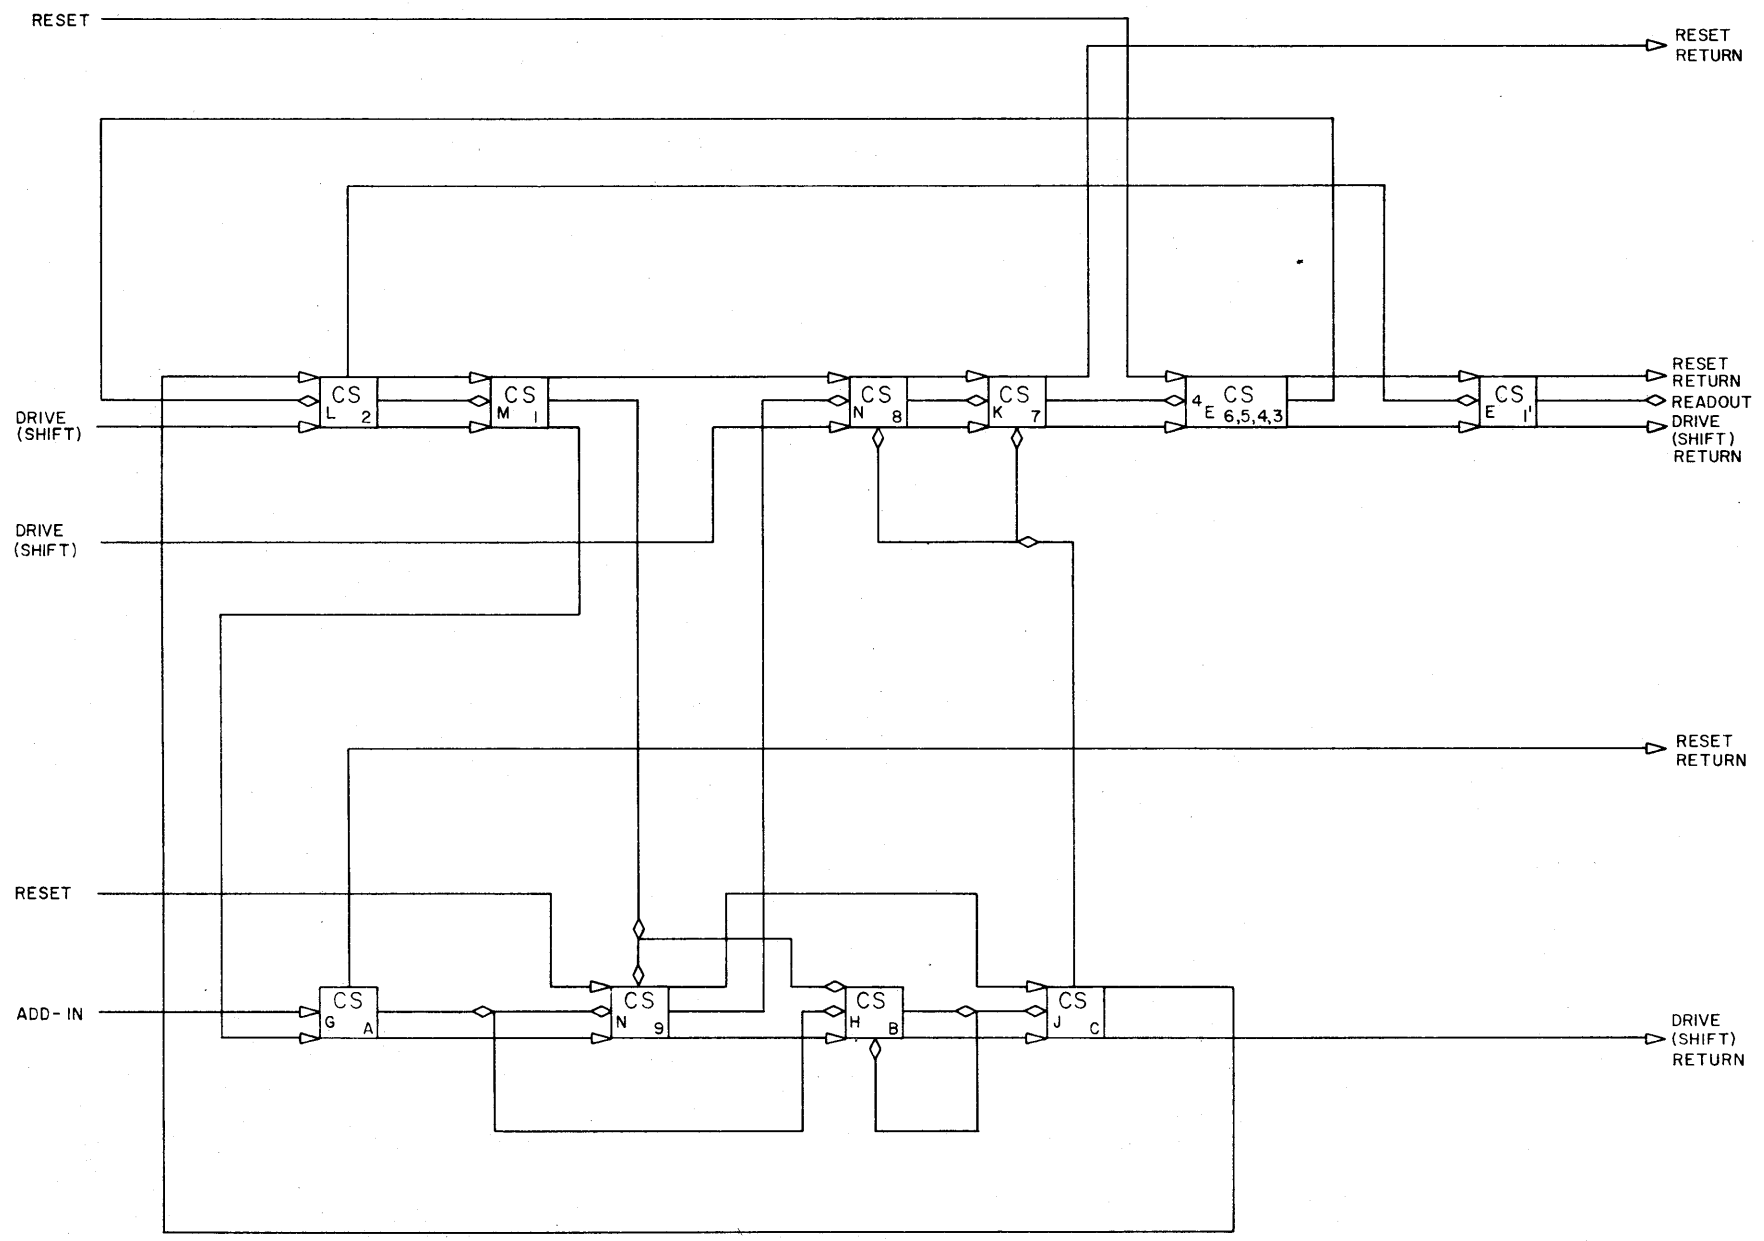 RESET
RESET
RETURN
DRIVE
(SHIFT)
CS
L 2
CS
M 1
CS
N 8
CS
K 7
CS
4
E 6,5,4,3
CS
E 1'
RESET
RETURN
READOUT
DRIVE
(SHIFT)
RETURN
DRIVE
(SHIFT)
RESET
RETURN
RESET
ADD-IN
CS
G A
CS
N 9
CS
H B
CS
J C
DRIVE
(SHIFT)
RETURN